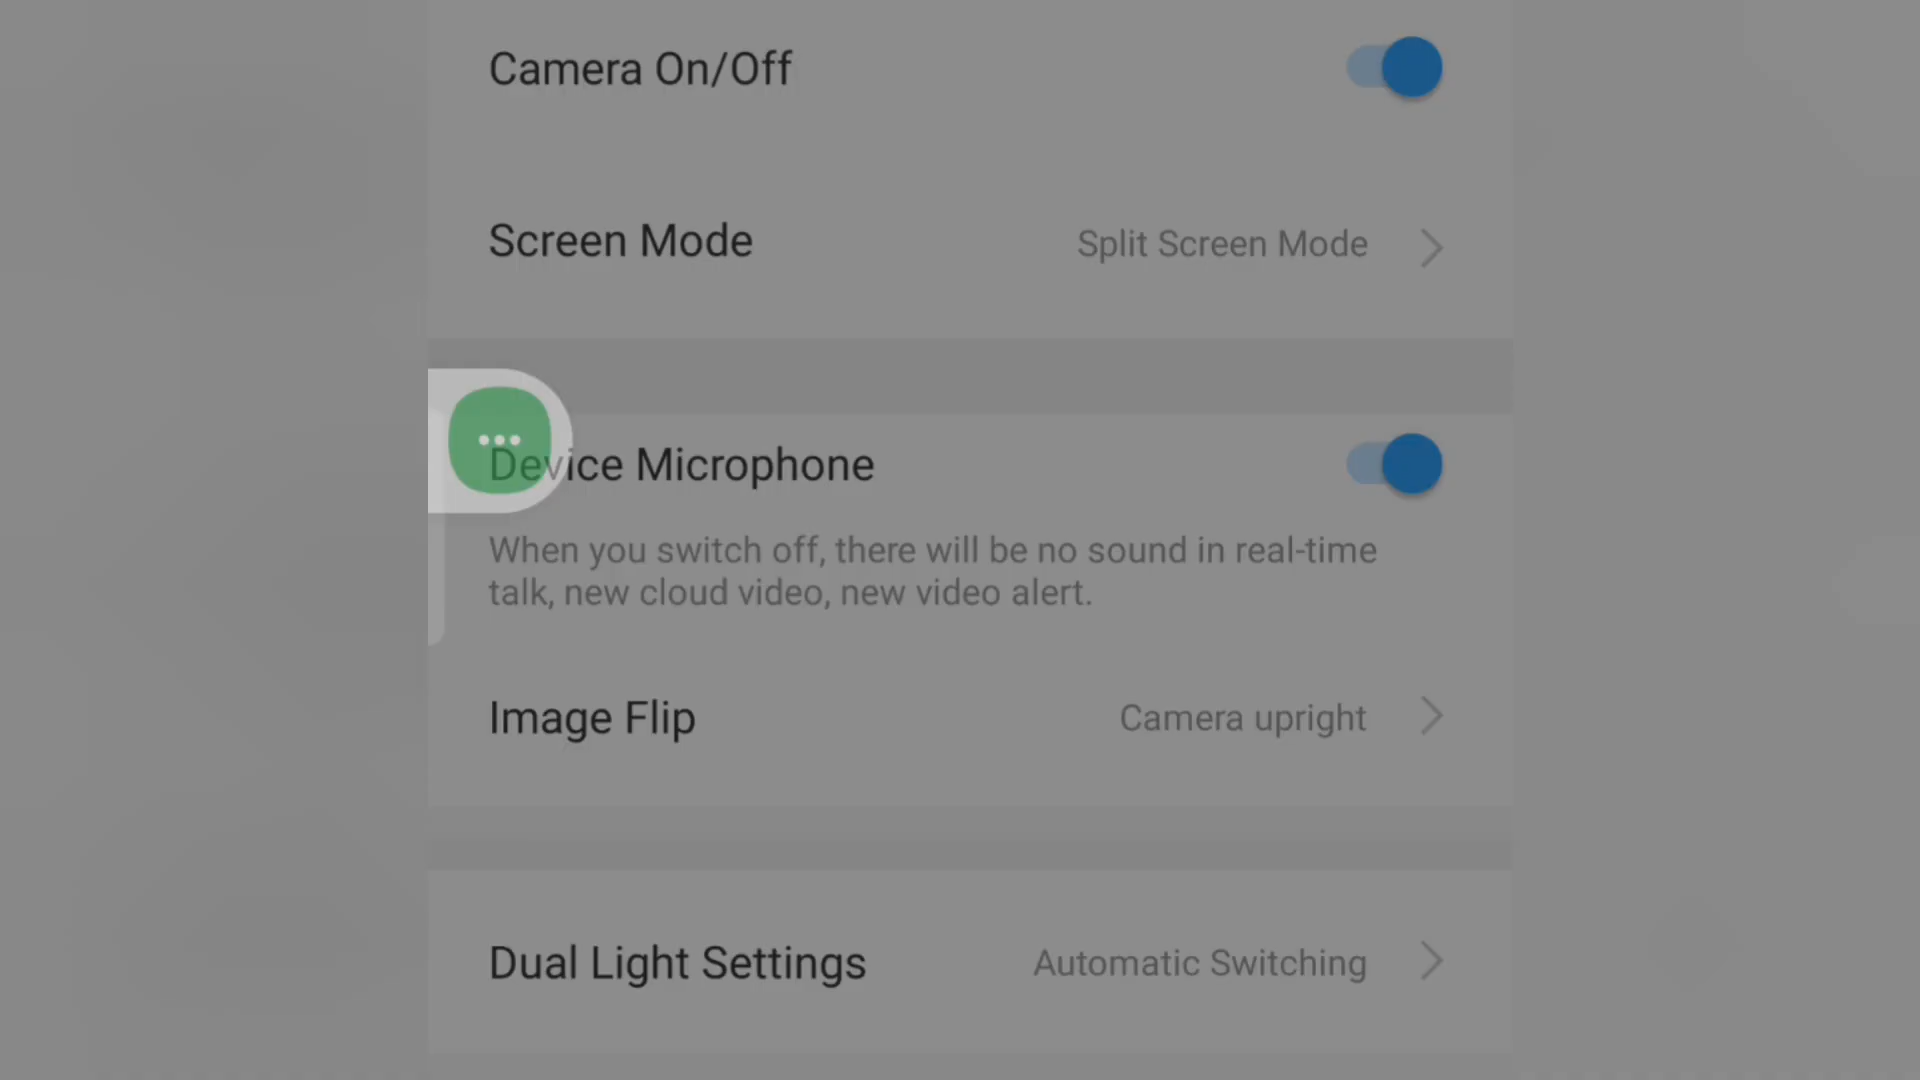 Camera On/Off
Screen Mode Split Screen Mode
Device Microphone
When you switch off, there will be no sound in real-time
talk, new cloud video, new video alert.
Image Flip Camera upright
Dual Light Settings Automatic Switching